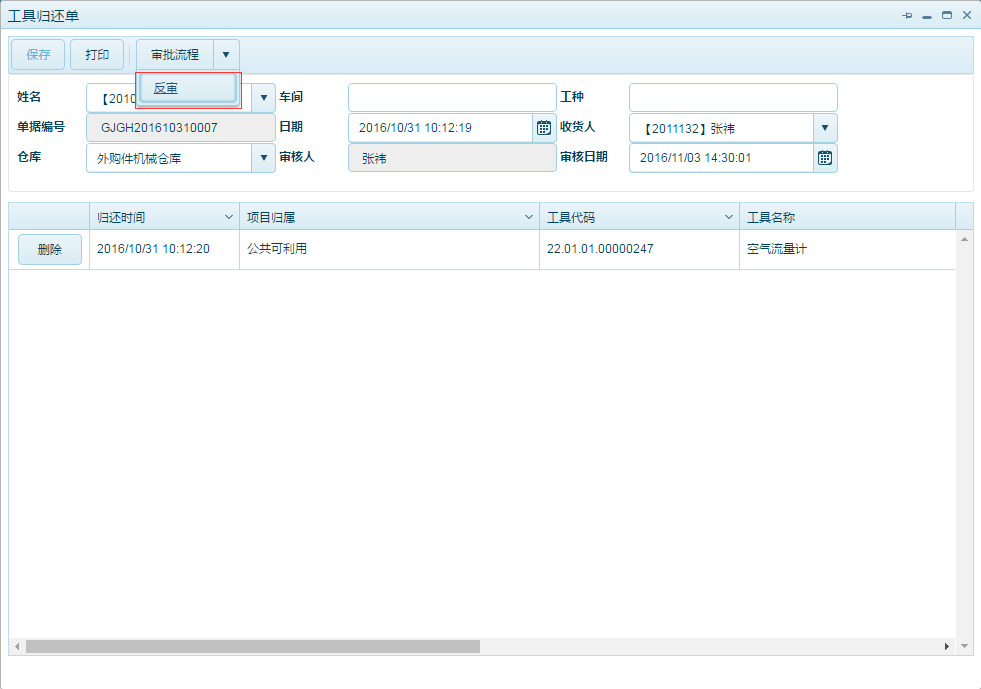 工具归还单
保存 打印 审批流程
反审
姓名 【2010 车间 工种
单据编号 GJGH201610310007 日期 2016/10/31 10:12:19 收货人 【2011132】张祎
仓库 外购件机械仓库 审核人 张祎 审核日期 2016/11/03 14:30:01
归还时间 项目归属 工具代码 工具名称
删除 2016/10/31 10:12:20 公共可利用 22.01.01.00000247 空气流量计